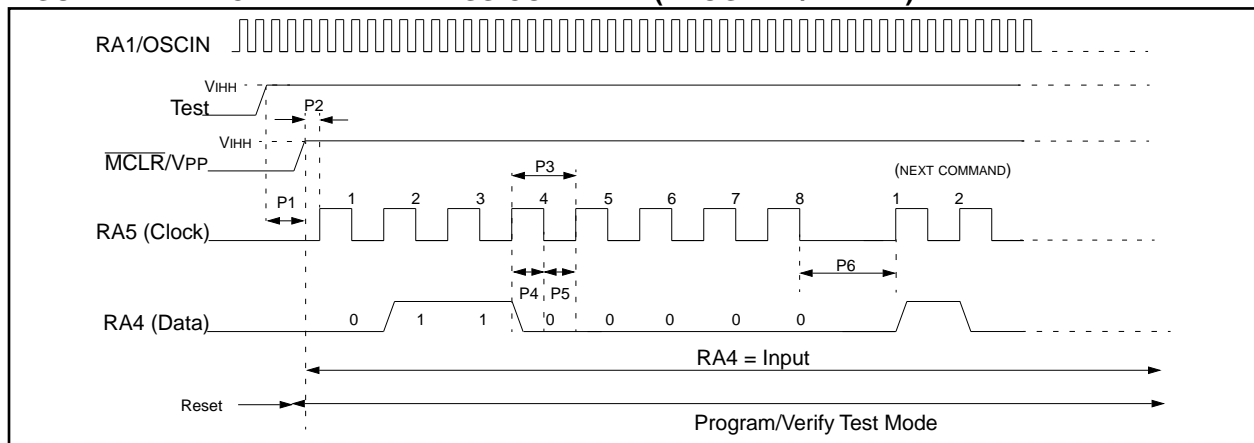 RA1/OSCIN
VIHH
Test
P2
VIHH
MCLR/VPP
P3
(NEXT COMMAND)
P1
1 2 3 4 5 6 7 8 1 2
RA5 (Clock)
P6
P4 P5
RA4 (Data)
0 1 1 0 0 0 0 0
RA4 = Input
Reset
Program/Verify Test Mode